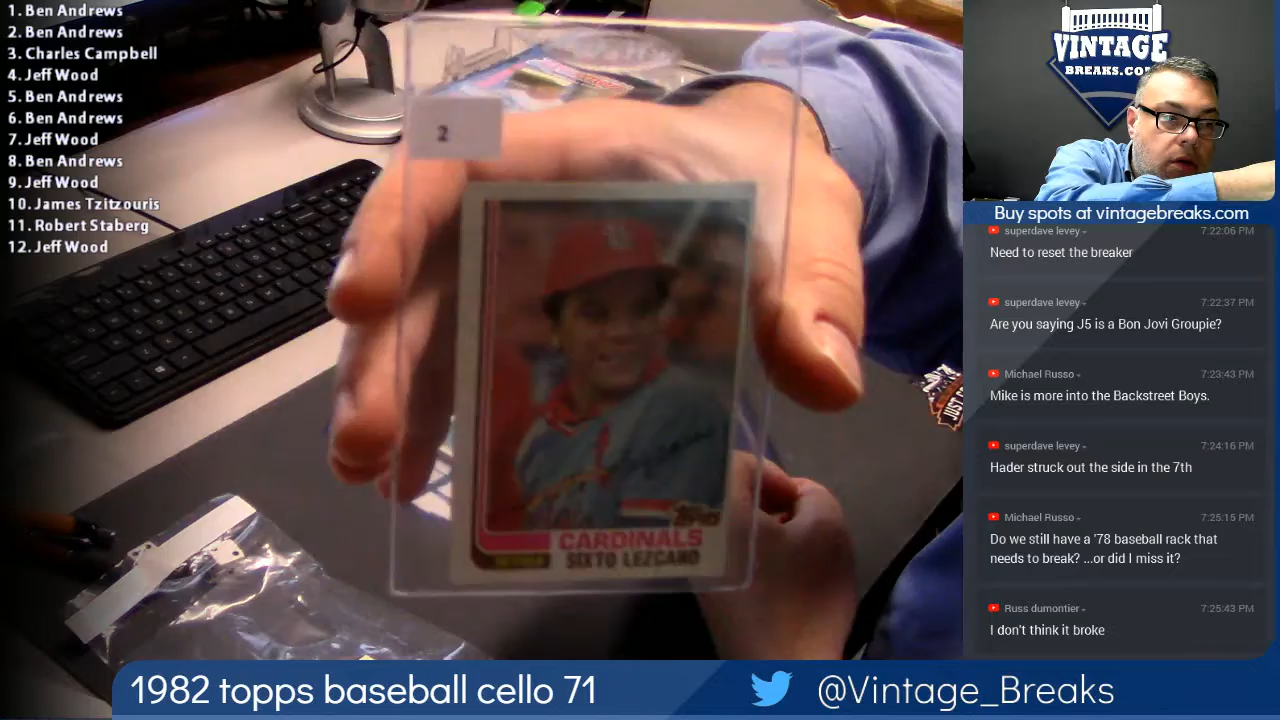 1. Ben Andrews
2. Ben Andrews
3. Charles Campbell
4. Jeff Wood
5. Ben Andrews
6. Ben Andrews
7. Jeff Wood
8. Ben Andrews
9. Jeff Wood
10. James Tzitzouris
11. Robert Staberg
12. Jeff Wood
2
Topps
CARDINALS
SIXTO LEZCANO
VINTAGE
BREAKS.CO
Buy spots at vintagebreaks.com
superdave levey
7:22:06 PM
Need to reset the breaker
superdave levey
7:22:37 PM
Are you saying J5 is a Bon Jovi Groupie?
Michael Russo
7:23:43 PM
Mike is more into the Backstreet Boys.
superdave levey
7:24:16 PM
Hader struck out the side in the 7th
Michael Russo
7:25:15 PM
Do we still have a '78 baseball rack that
needs to break? ...or did I miss it?
Russ dumontier
7:25:43 PM
I don't think it broke
1982 topps baseball cello 71
@Vintage_Breaks